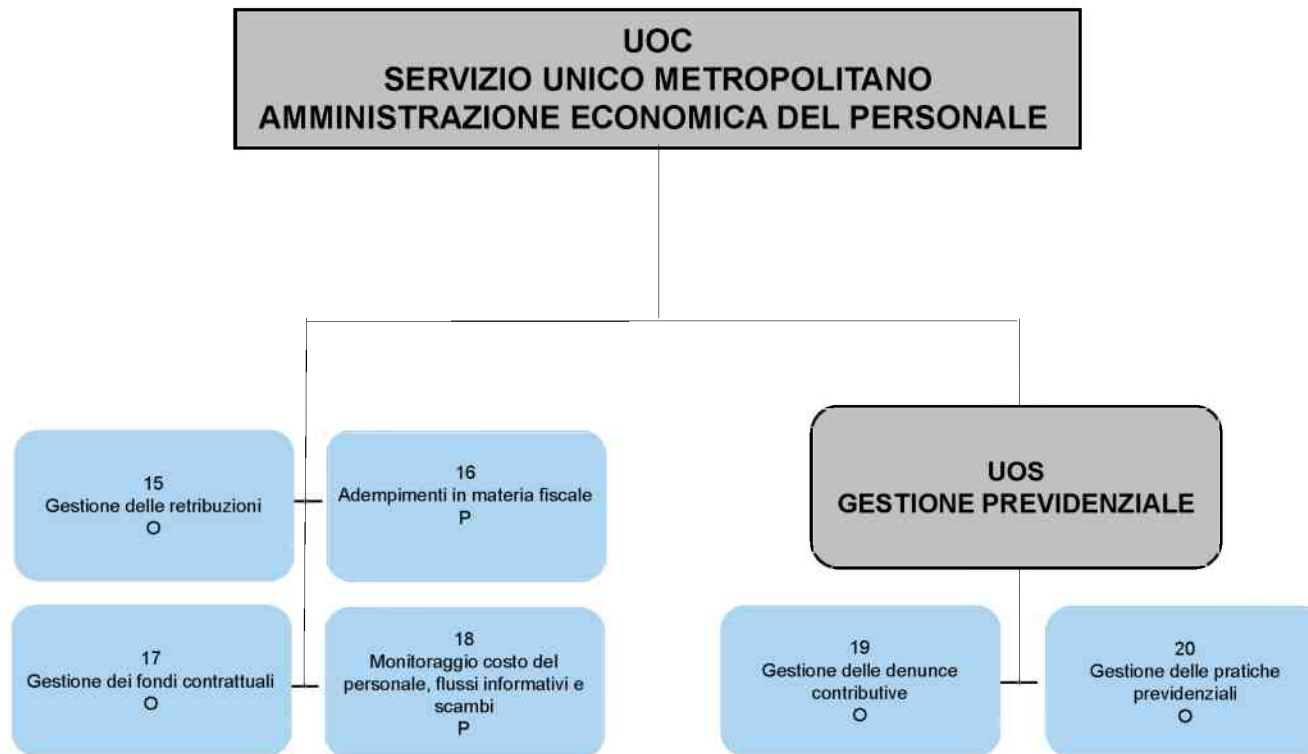 UOC
SERVIZIO UNICO METROPOLITANO
AMMINISTRAZIONE ECONOMICA DEL PERSONALE
15
Gestione delle retribuzioni
O
16
Adempimenti in materia fiscale
P
UOS
GESTIONE PREVIDENZIALE
17
Gestione dei fondi contrattuali
O
18
Monitoraggio costo del
personale, flussi informativi e
scambi
P
19
Gestione delle denunce
contributive
O
20
Gestione delle pratiche
previdenziali
O